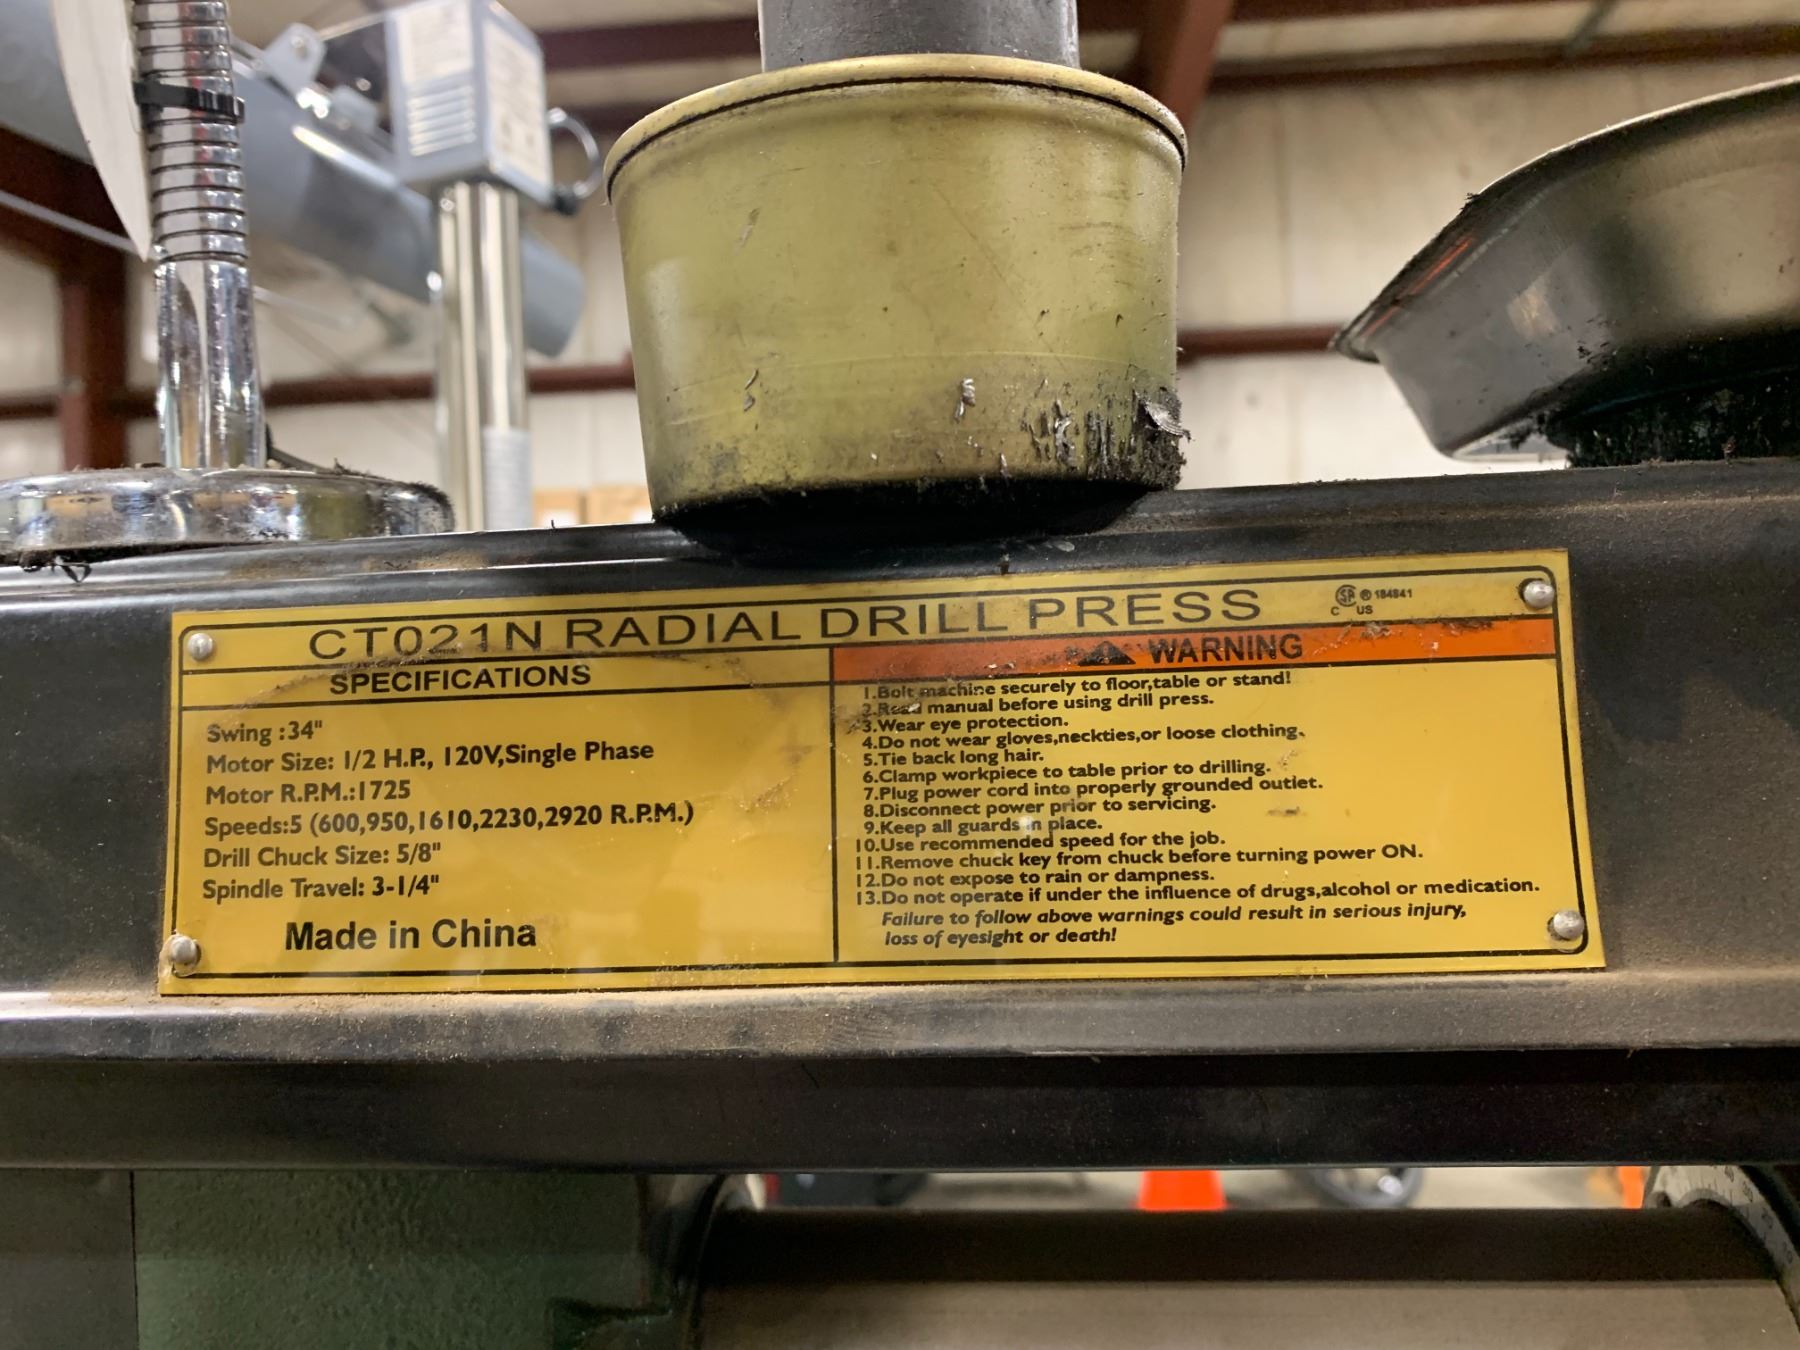 CT021N RADIAL DRILL PRESS
SP ® 184841
C US
SPECIFICATIONS
Swing :34"
Motor Size: 1/2 H.P., 120V,Single Phase
Motor R.P.M.:1725
Speeds:5 (600,950,1610,2230,2920 R.P.M.)
Drill Chuck Size: 5/8"
Spindle Travel: 3-1/4"
Made in China
WARNING
1.Bolt machine securely to floor,table or stand!
2.Read manual before using drill press.
3.Wear eye protection.
4.Do not wear gloves,neckties,or loose clothing.
5.Tie back long hair.
6.Clamp workpiece to table prior to drilling.
7.Plug power cord into properly grounded outlet.
8.Disconnect power prior to servicing.
9.Keep all guards in place.
10.Use recommended speed for the job.
11.Remove chuck key from chuck before turning power ON.
12.Do not expose to rain or dampness.
13.Do not operate if under the influence of drugs,alcohol or medication.
Failure to follow above warnings could result in serious injury,
loss of eyesight or death!